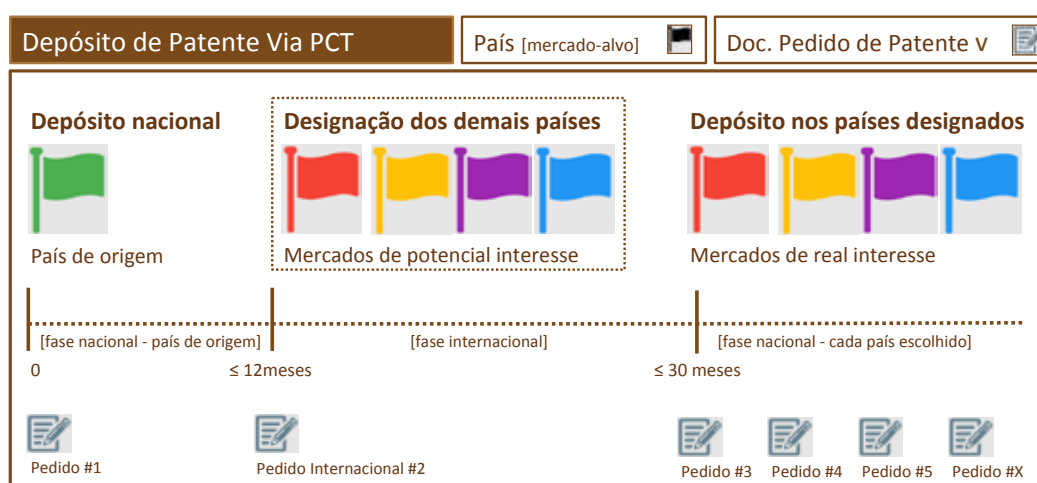 Depósito de Patente Via PCT
País [mercado-alvo]
Doc. Pedido de Patente v
Depósito nacional
Designação dos demais países
Depósito nos países designados
País de origem
Mercados de potencial interesse
Mercados de real interesse
[fase nacional - país de origem]
[fase internacional]
[fase nacional - cada país escolhido]
0
≤ 12meses
≤ 30 meses
Pedido #1
Pedido Internacional #2
Pedido #3
Pedido #4
Pedido #5
Pedido #X